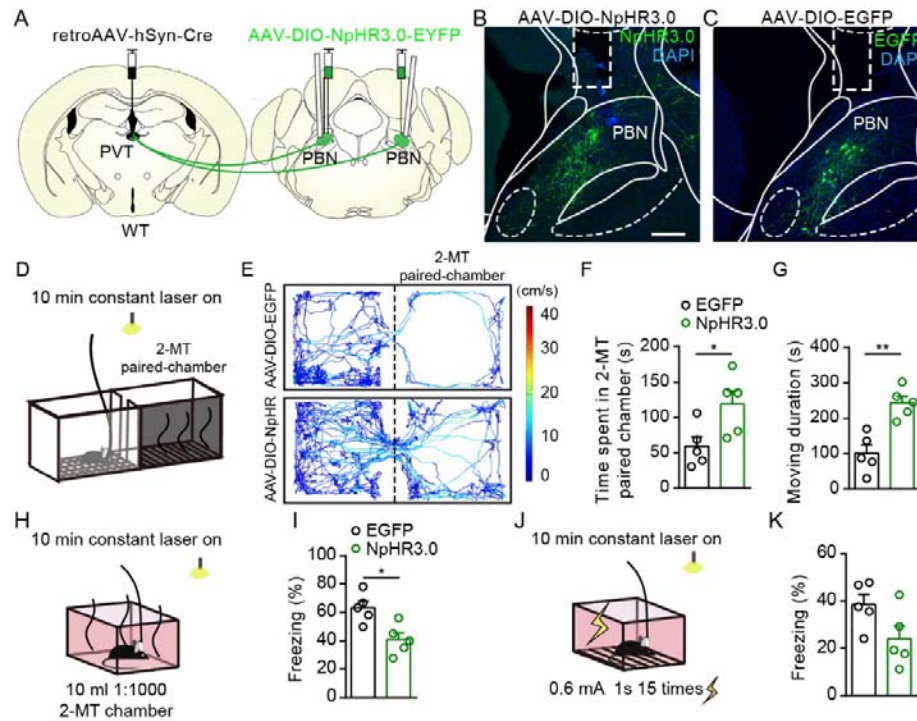 A
retroAAV-hSyn-Cre
AAV-DIO-NpHR3.0-EYFP
PVT
PBN
PBN
WT
B
AAV-DIO-NpHR3.0
NpHR3.0
DAPI
PBN
C
AAV-DIO-EGFP
EGFP
DAP
PBN
D
10 min constant laser on
2-MT
paired-chamber
E
2-MT
paired-chamber
AAV-DIO-EGFP
AAV-DIO-NpHR
(cm/s)
40
30
20
10
0
F
EGFP
NpHR3.0
Time spent in 2-MT
paired chamber (s)
200
150
100
50
0
*
G
Moving duration (s)
400
300
200
100
0
**
H
10 min constant laser on
10 ml 1:1000
2-MT chamber
I
EGFP
NpHR3.0
Freezing (%)
100
80
60
40
20
0
*
J
10 min constant laser on
0.6 mA 1s 15 times
K
Freezing (%)
60
40
20
0